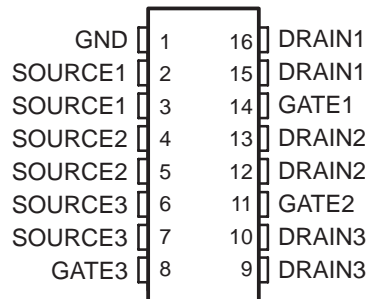 GND 1 16 DRAIN1
SOURCE1 2 15 DRAIN1
SOURCE1 3 14 GATE1
SOURCE2 4 13 DRAIN2
SOURCE2 5 12 DRAIN2
SOURCE3 6 11 GATE2
SOURCE3 7 10 DRAIN3
GATE3 8 9 DRAIN3